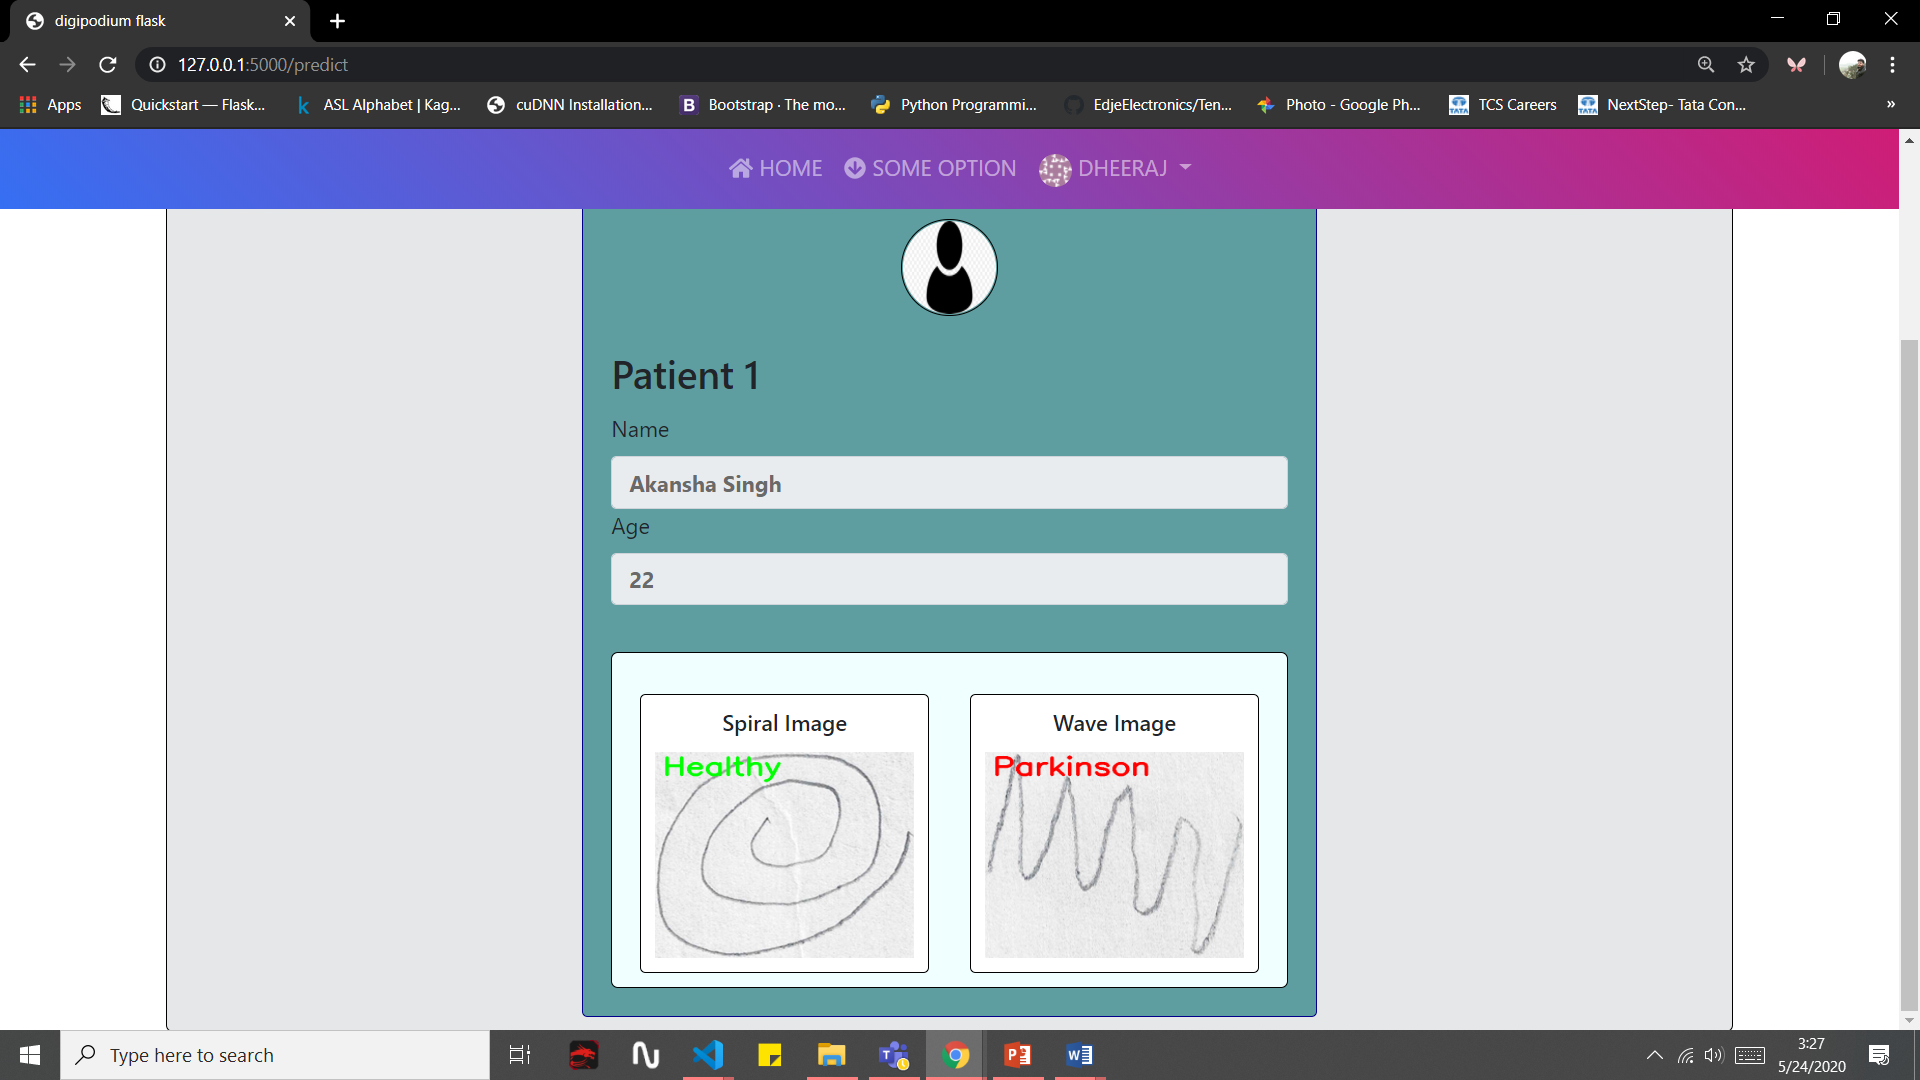 digipodium flask
127.0.0.1:5000/predict
Apps
Quickstart — Flask...
ASL Alphabet | Kag...
cuDNN Installation...
Bootstrap · The mo...
Python Programmi...
EdjeElectronics/Ten...
Photo - Google Ph...
TCS Careers
NextStep- Tata Con...
»
HOME
SOME OPTION
DHEERAJ
Patient 1
Name
Akansha Singh
Age
22
Spiral Image
Wave Image
Healthy
Parkinson
Type here to search
3:27
5/24/2020